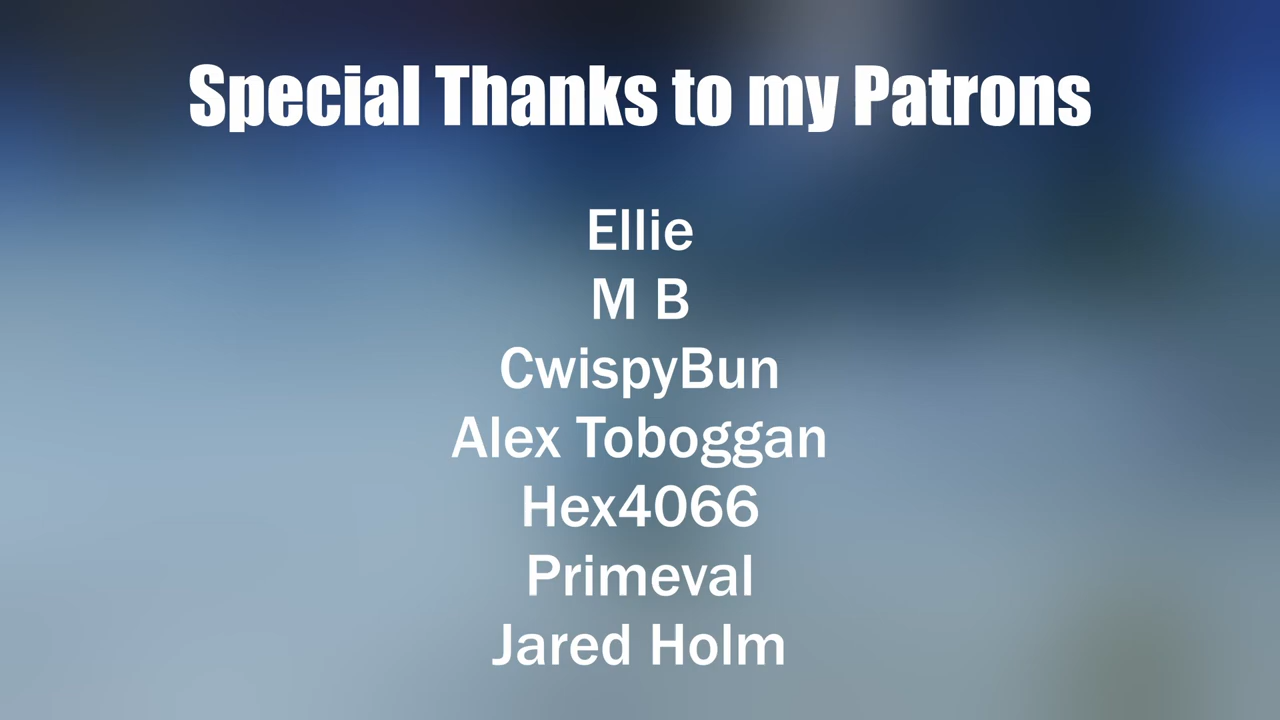 Special Thanks to my Patrons
Ellie
M B
CwispyBun
Alex Toboggan
Hex4066
Primeval
Jared Holm